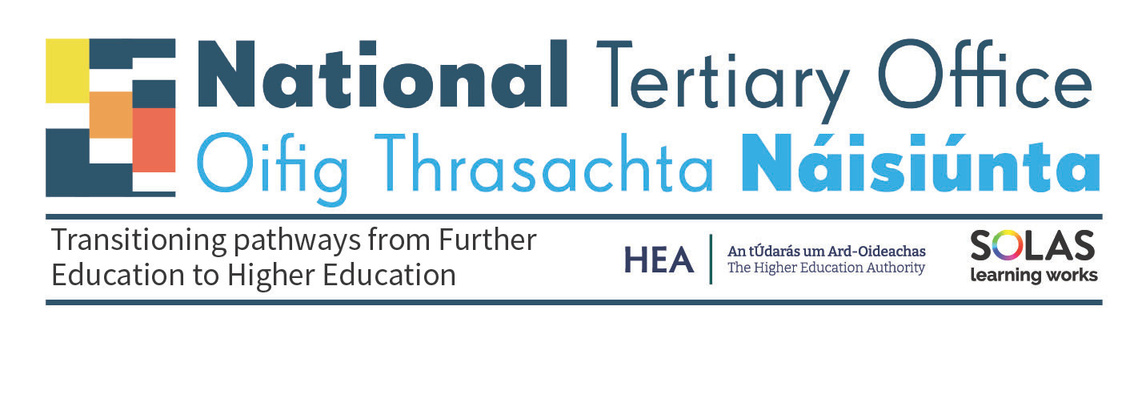 National Tertiary Office
Oifig Thrasachta Náisiúnta
Transitioning pathways from Further
Education to Higher Education
HEA
An tÚdarás um Ard-Oideachas
The Higher Education Authority
SOLAS
learning works